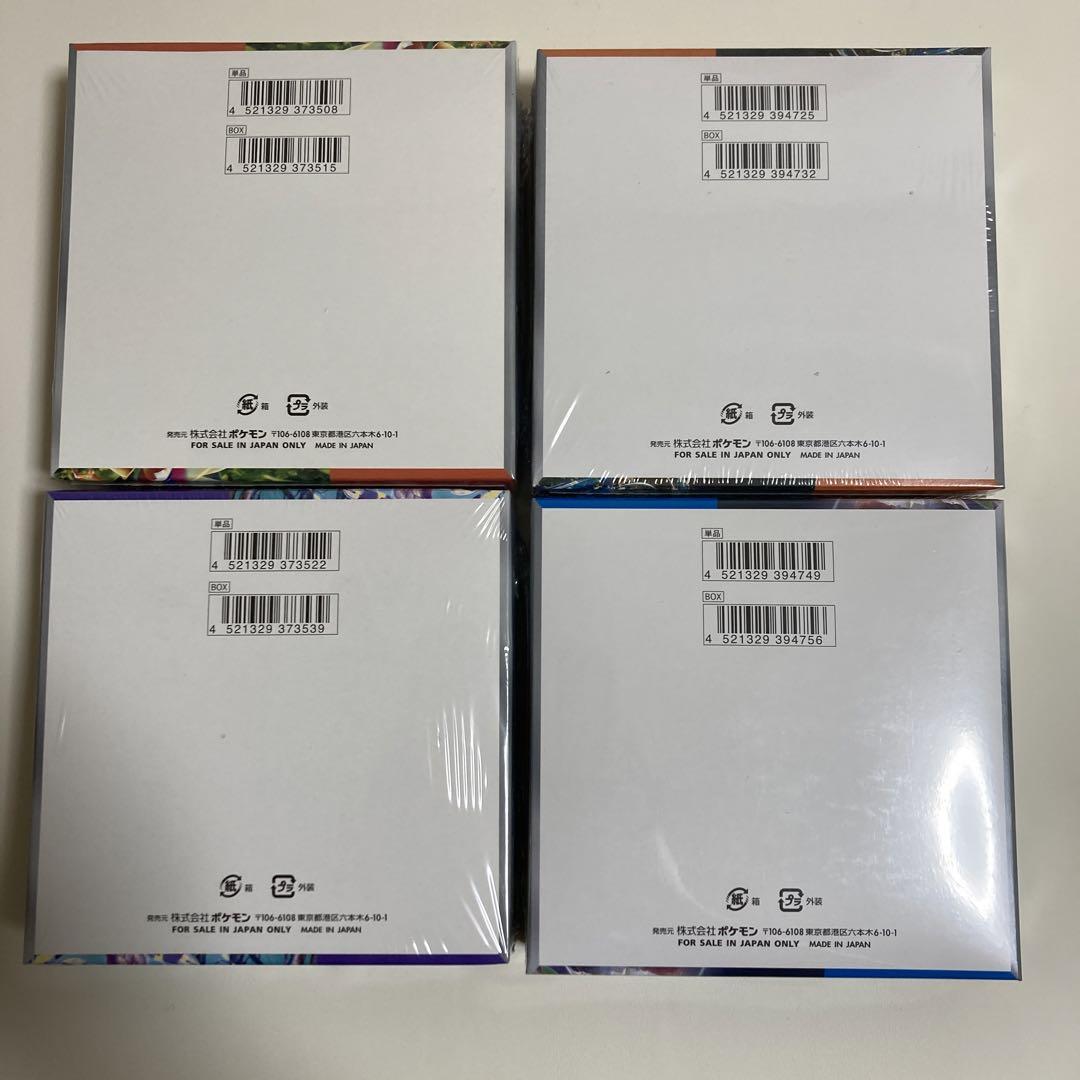 単品
4 521329 373508
BOX
4 521329 373515
紙 箱 プラ 外装
発売元 株式会社ポケモン 〒106-6108 東京都港区六本木6-10-1
FOR SALE IN JAPAN ONLY MADE IN JAPAN
単品
4 521329 394725
BOX
4 521329 394732
紙 箱 プラ 外装
発売元 株式会社ポケモン 〒106-6108 東京都港区六本木6-10-1
FOR SALE IN JAPAN ONLY MADE IN JAPAN
単品
4 521329 373522
BOX
4 521329 373539
紙 箱 プラ 外装
発売元 株式会社ポケモン 〒106-6108 東京都港区六本木6-10-1
FOR SALE IN JAPAN ONLY MADE IN JAPAN
単品
4 521329 394749
BOX
4 521329 394756
紙 箱 プラ 外装
発売元 株式会社ポケモン 〒106-6108 東京都港区六本木6-10-1
FOR SALE IN JAPAN ONLY MADE IN JAPAN